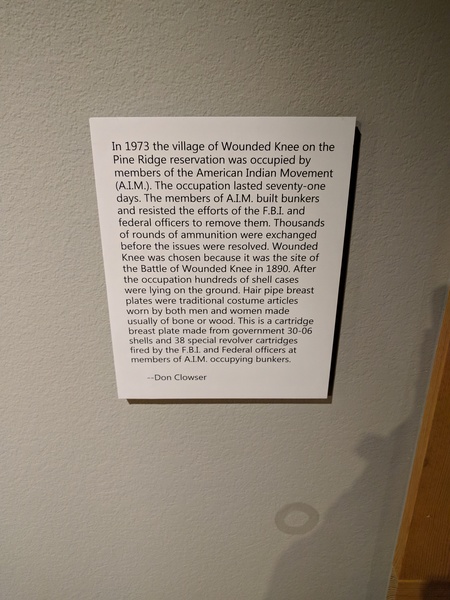 In 1973 the village of Wounded Knee on the
Pine Ridge reservation was occupied by
members of the American Indian Movement
(A.I.M.). The occupation lasted seventy-one
days. The members of A.I.M. built bunkers
and resisted the efforts of the F.B.I. and
federal officers to remove them. Thousands
of rounds of ammunition were exchanged
before the issues were resolved. Wounded
Knee was chosen because it was the site of
the Battle of Wounded Knee in 1890. After
the occupation hundreds of shell cases
were lying on the ground. Hair pipe breast
plates were traditional costume articles
worn by both men and women made
usually of bone or wood. This is a cartridge
breast plate made from government 30-06
shells and 38 special revolver cartridges
fired by the F.B.I. and Federal officers at
members of A.I.M. occupying bunkers.
--Don Clowser